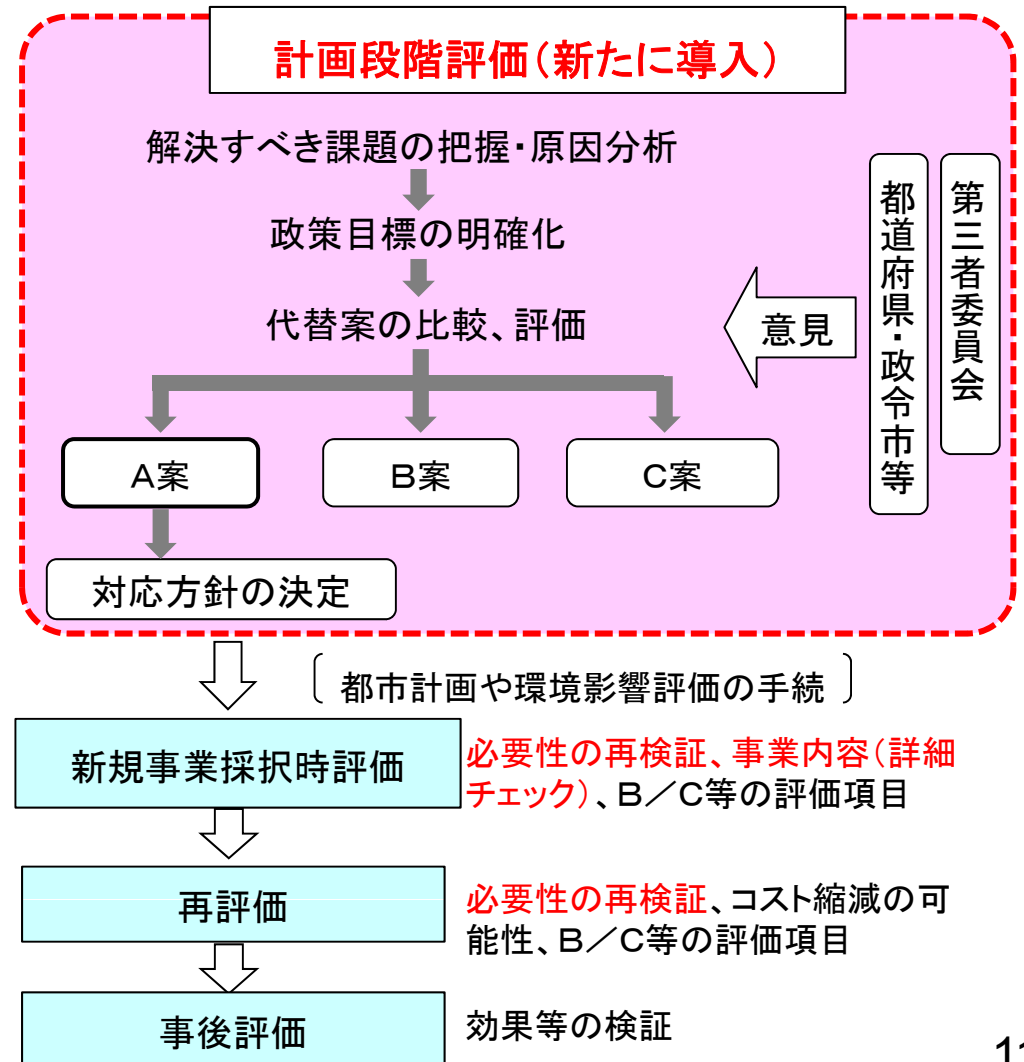 計画段階評価(新たに導入)
解決すべき課題の把握・原因分析
政策目標の明確化
代替案の比較、評価
意見
都道府県・政令市等
第三者委員会
A案
B案
C案
対応方針の決定
都市計画や環境影響評価の手続
新規事業採択時評価
必要性の再検証、事業内容(詳細
チェック)、B/C等の評価項目
再評価
必要性の再検証、コスト縮減の可
能性、B/C等の評価項目
事後評価
効果等の検証